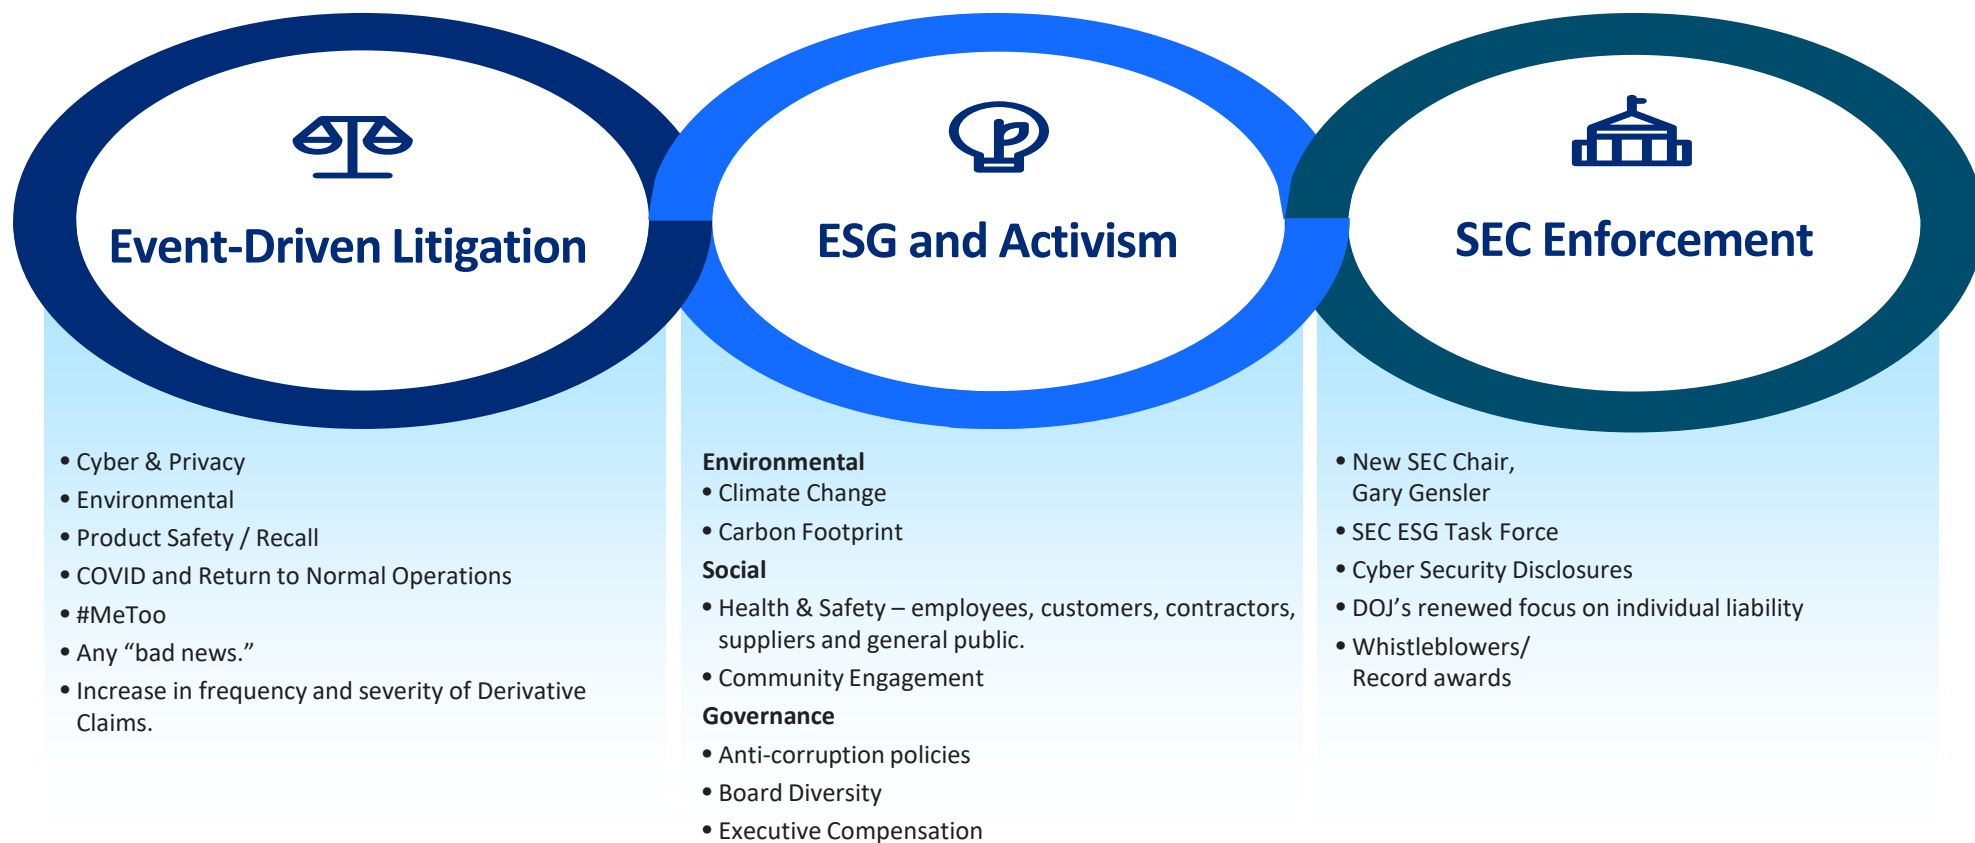 Event-Driven Litigation
• Cyber & Privacy
• Environmental
• Product Safety / Recall
• COVID and Return to Normal Operations
• #MeToo
• Any “bad news.”
• Increase in frequency and severity of Derivative
Claims.
ESG and Activism
Environmental
• Climate Change
• Carbon Footprint
Social
• Health & Safety – employees, customers, contractors,
suppliers and general public.
• Community Engagement
Governance
• Anti-corruption policies
• Board Diversity
• Executive Compensation
SEC Enforcement
• New SEC Chair,
Gary Gensler
• SEC ESG Task Force
• Cyber Security Disclosures
• DOJ’s renewed focus on individual liability
• Whistleblowers/
Record awards